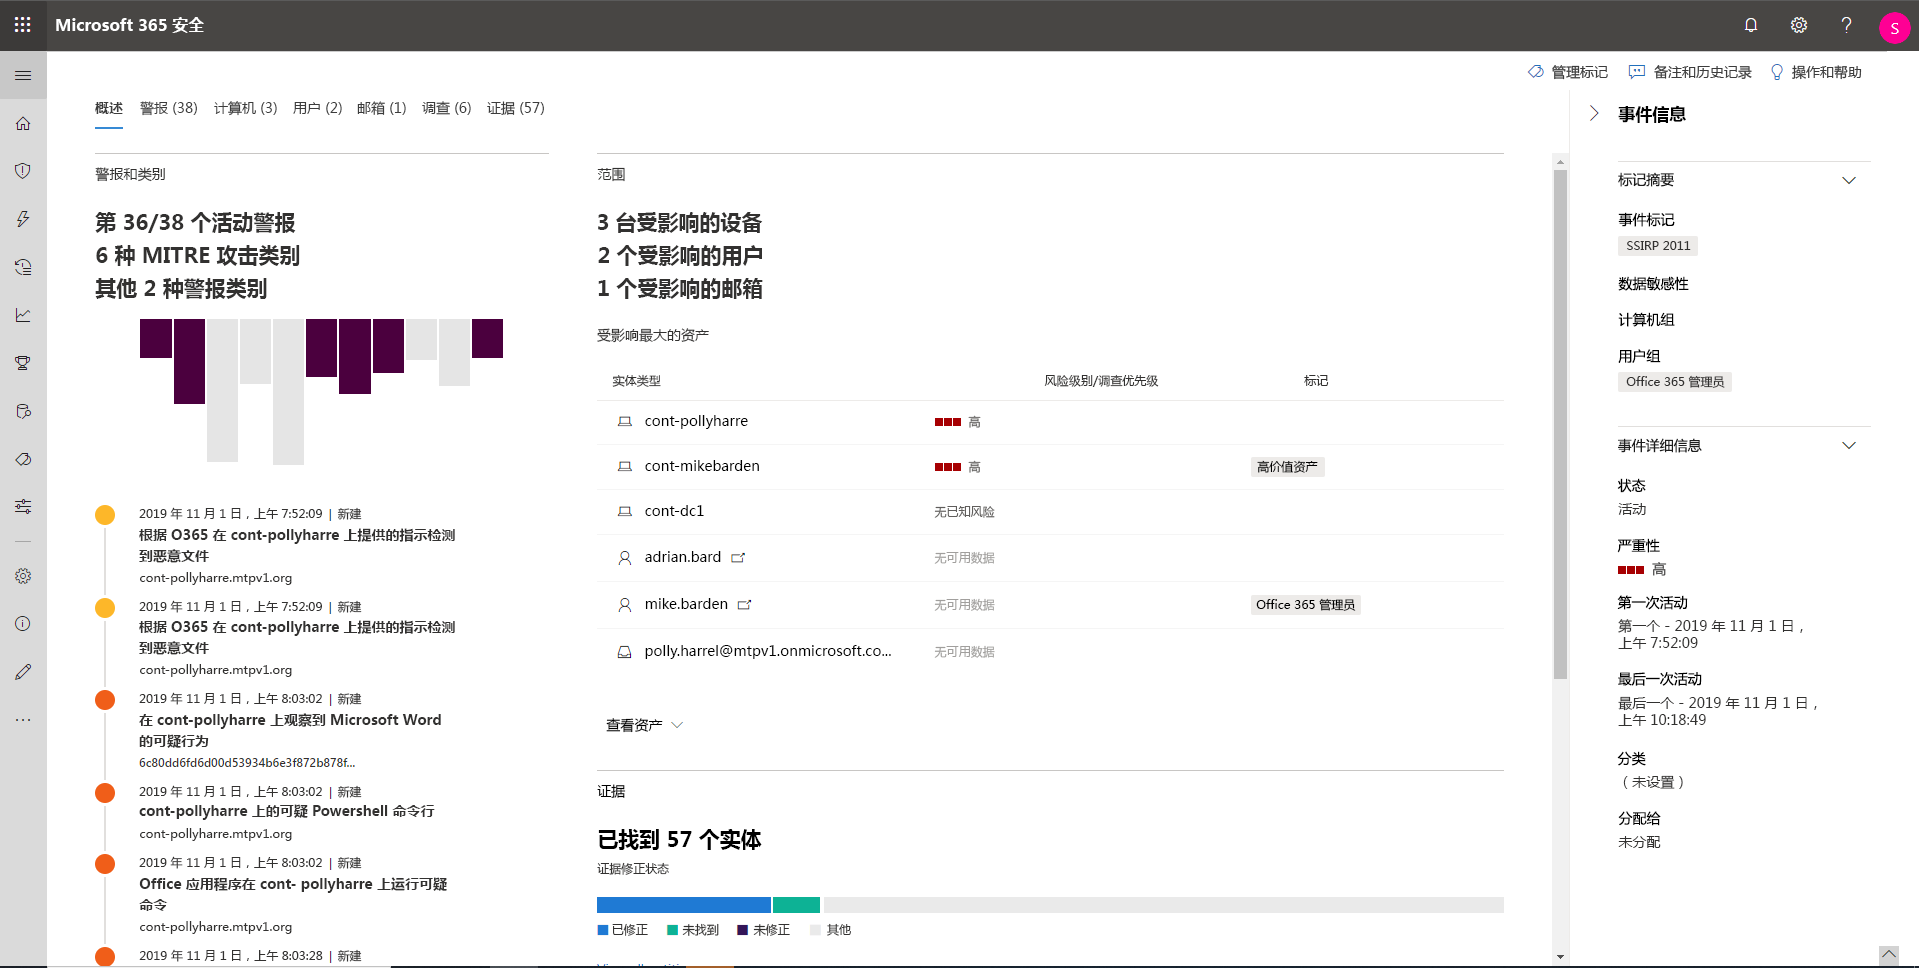 Microsoft 365 安全
S
管理标记
备注和历史记录
操作和帮助
概述
警报 (38)
计算机 (3)
用户 (2)
邮箱 (1)
调查 (6)
证据 (57)
警报和类别
第 36/38 个活动警报
6 种 MITRE 攻击类别
其他 2 种警报类别
2019 年 11 月 1 日，上午 7:52:09 | 新建
根据 O365 在 cont-pollyharre 上提供的指示检测
到恶意文件
cont-pollyharre.mtpv1.org
2019 年 11 月 1 日，上午 7:52:09 | 新建
根据 O365 在 cont-pollyharre 上提供的指示检测
到恶意文件
cont-pollyharre.mtpv1.org
2019 年 11 月 1 日，上午 8:03:02 | 新建
在 cont-pollyharre 上观察到 Microsoft Word
的可疑行为
6c80dd6fd6d00d53934b6e3f872b878f...
2019 年 11 月 1 日，上午 8:03:02 | 新建
cont-pollyharre 上的可疑 Powershell 命令行
cont-pollyharre.mtpv1.org
2019 年 11 月 1 日，上午 8:03:02 | 新建
Office 应用程序在 cont- pollyharre 上运行可疑
命令
cont-pollyharre.mtpv1.org
2019 年 11 月 1 日，上午 8:03:28 | 新建
范围
3 台受影响的设备
2 个受影响的用户
1 个受影响的邮箱
受影响最大的资产
实体类型
风险级别/调查优先级
标记
cont-pollyharre
高
cont-mikebarden
高
高价值资产
cont-dc1
无已知风险
adrian.bard
无可用数据
mike.barden
无可用数据
Office 365 管理员
polly.harrel@mtpv1.onmicrosoft.co...
无可用数据
查看资产
证据
已找到 57 个实体
证据修正状态
已修正
未找到
未修正
其他
事件信息
标记摘要
事件标记
SSIRP 2011
数据敏感性
计算机组
用户组
Office 365 管理员
事件详细信息
状态
活动
严重性
高
第一次活动
第一个 - 2019 年 11 月 1 日，
上午 7:52:09
最后一次活动
最后一个 - 2019 年 11 月 1 日，
上午 10:18:49
分类
（未设置）
分配给
未分配